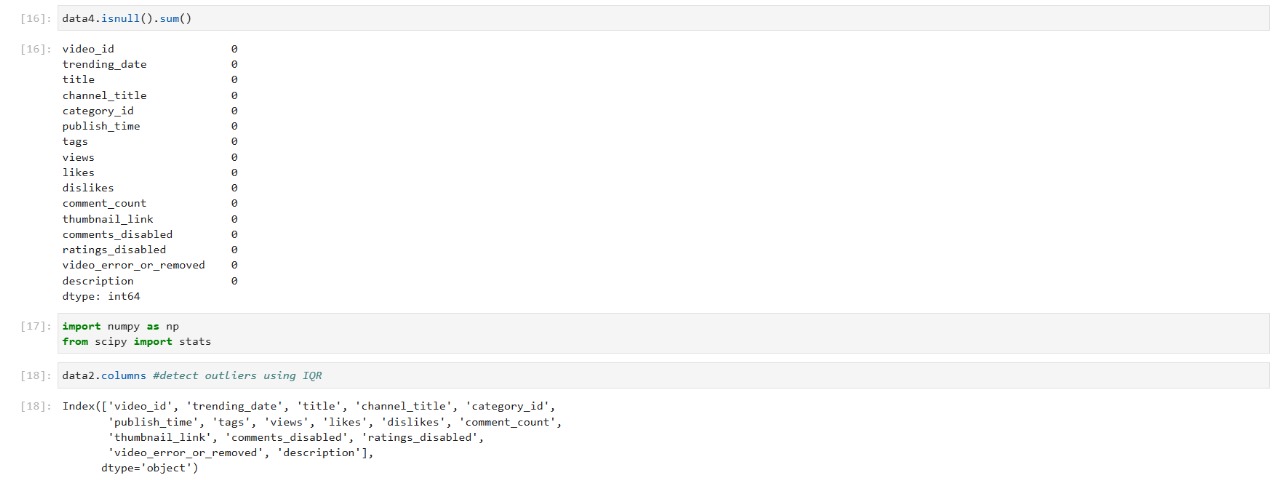 [16]: data4.isnull().sum()
[16]: video_id 0
trending_date 0
title 0
channel_title 0
category_id 0
publish_time 0
tags 0
views 0
likes 0
dislikes 0
comment_count 0
thumbnail_link 0
comments_disabled 0
ratings_disabled 0
video_error_or_removed 0
description 0
dtype: int64
[17]: import numpy as np
from scipy import stats
[18]: data2.columns #detect outliers using IQR
[18]: Index(['video_id', 'trending_date', 'title', 'channel_title', 'category_id',
'publish_time', 'tags', 'views', 'likes', 'dislikes', 'comment_count',
'thumbnail_link', 'comments_disabled', 'ratings_disabled',
'video_error_or_removed', 'description'],
dtype='object')